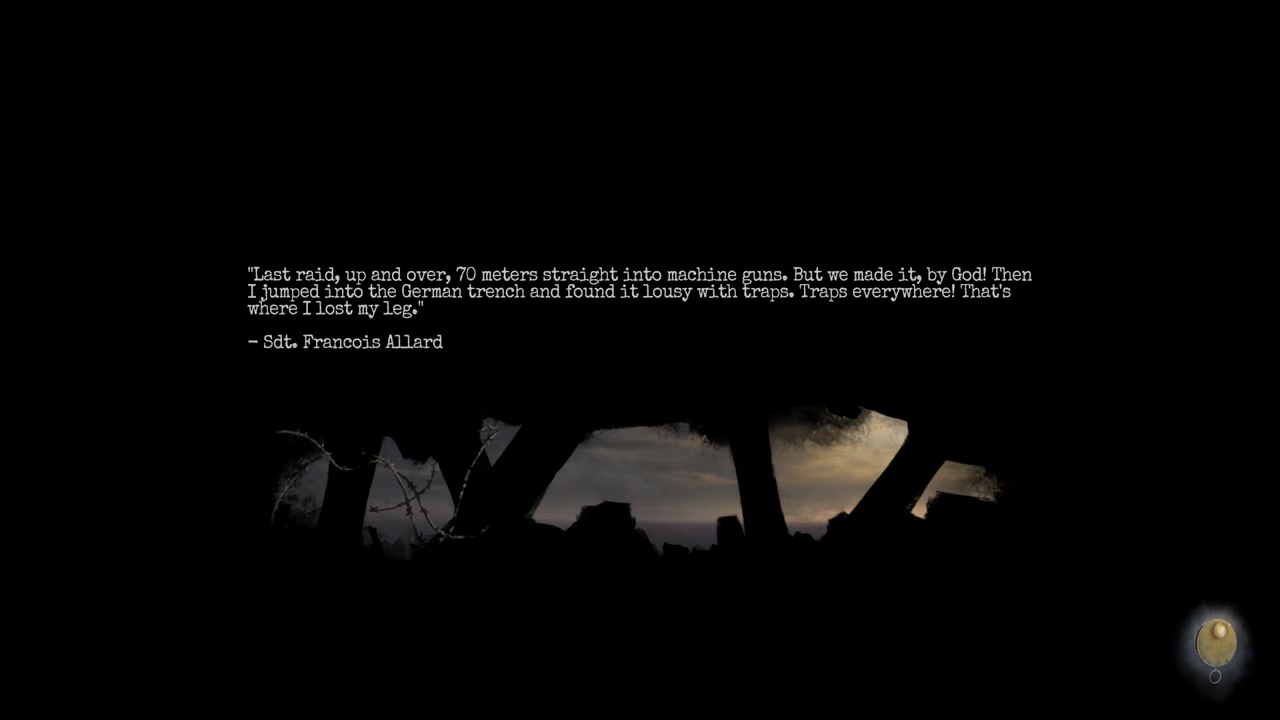 "Last raid, up and over, 70 meters straight into machine guns. But we made it, by God! Then
I jumped into the German trench and found it lousy with traps. Traps everywhere! That's
where I lost my leg."
- Sdt. Francois Allard